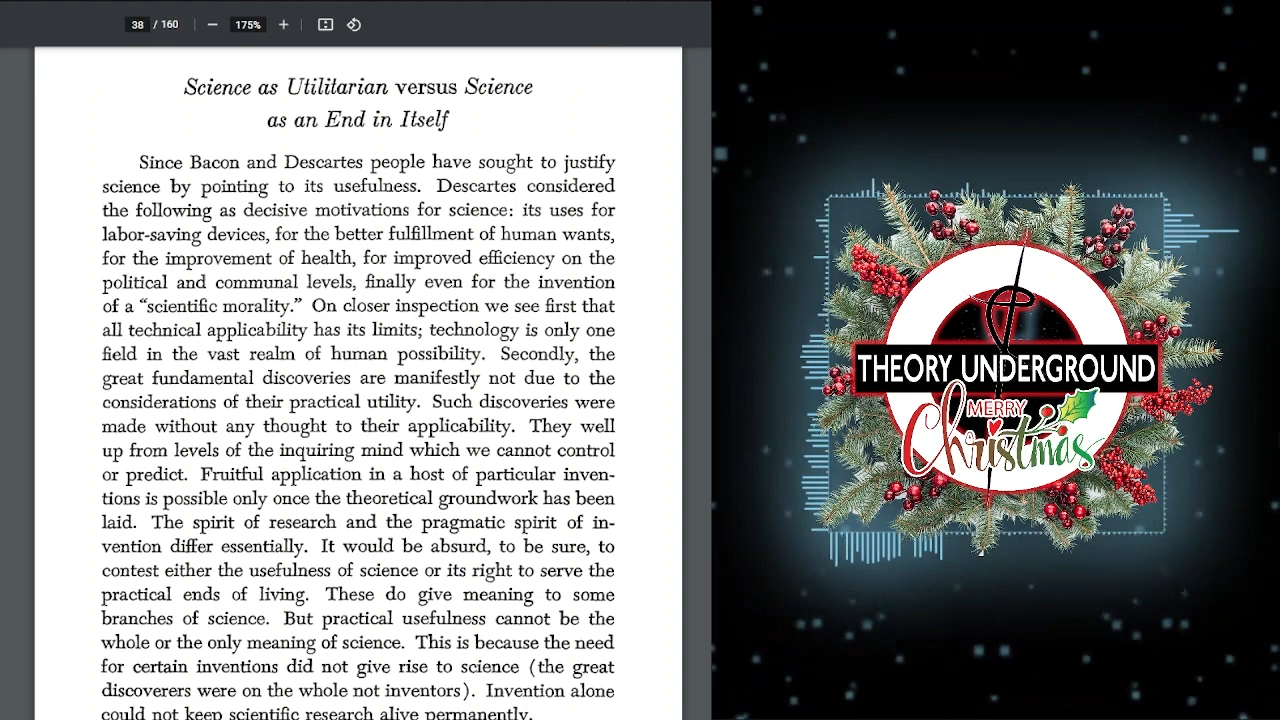 38 / 160
175%
Science as Utilitarian versus Science
as an End in Itself
Since Bacon and Descartes people have sought to justify
science by pointing to its usefulness. Descartes considered
the following as decisive motivations for science: its uses for
labor-saving devices, for the better fulfillment of human wants,
for the improvement of health, for improved efficiency on the
political and communal levels, finally even for the invention
of a “scientific morality.” On closer inspection we see first that
all technical applicability has its limits; technology is only one
field in the vast realm of human possibility. Secondly, the
great fundamental discoveries are manifestly not due to the
considerations of their practical utility. Such discoveries were
made without any thought to their applicability. They well
up from levels of the inquiring mind which we cannot control
or predict. Fruitful application in a host of particular inven-
tions is possible only once the theoretical groundwork has been
laid. The spirit of research and the pragmatic spirit of in-
vention differ essentially. It would be absurd, to be sure, to
contest either the usefulness of science or its right to serve the
practical ends of living. These do give meaning to some
branches of science. But practical usefulness cannot be the
whole or the only meaning of science. This is because the need
for certain inventions did not give rise to science (the great
discoverers were on the whole not inventors). Invention alone
could not keep scientific research alive permanently.
THEORY UNDERGROUND
MERRY
Christmas